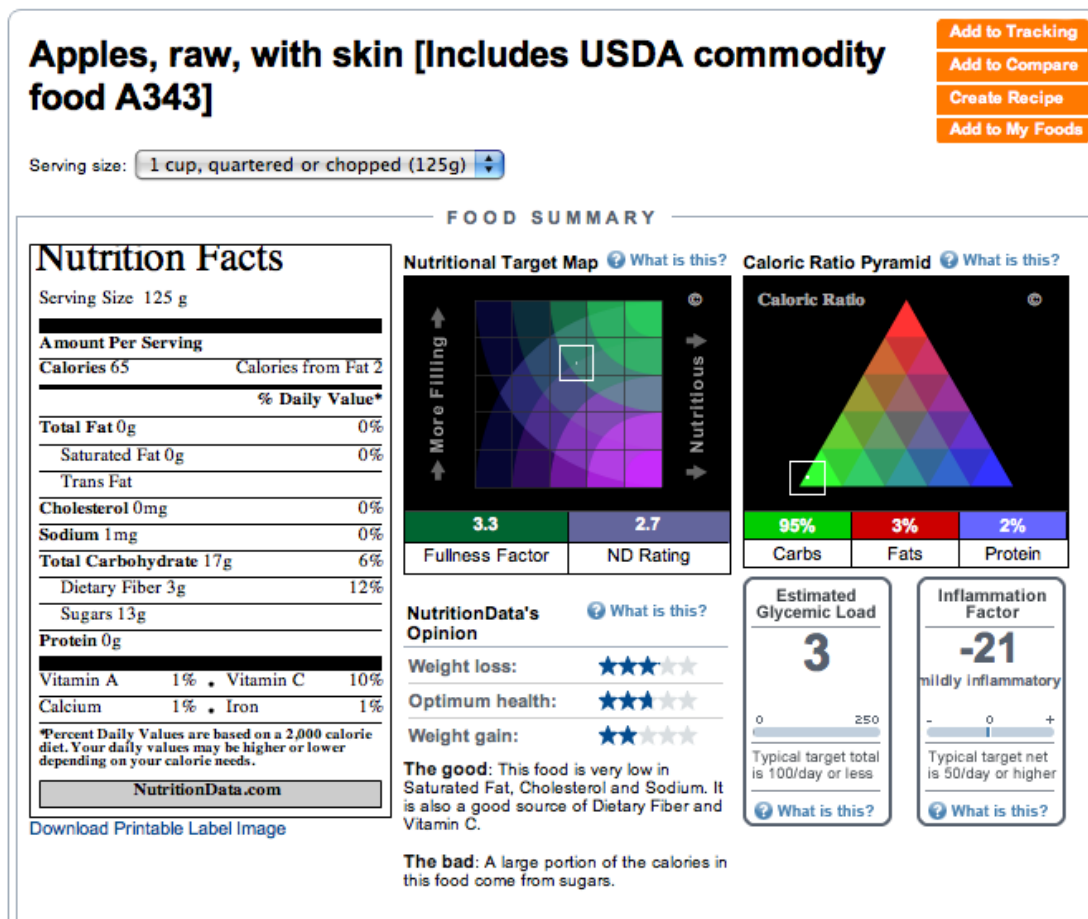 Apples, raw, with skin [Includes USDA commodity
food A343]
Add to Tracking
Add to Compare
Create Recipe
Add to My Foods
Serving size: 1 cup, quartered or chopped (125g)
FOOD SUMMARY
Nutrition Facts
Serving Size 125 g
Amount Per Serving
Calories 65 Calories from Fat 2
% Daily Value*
Total Fat 0g 0%
Saturated Fat 0g 0%
Trans Fat
Cholesterol 0mg 0%
Sodium 1mg 0%
Total Carbohydrate 17g 6%
Dietary Fiber 3g 12%
Sugars 13g
Protein 0g
Vitamin A 1% • Vitamin C 10%
Calcium 1% • Iron 1%
*Percent Daily Values are based on a 2,000 calorie
diet. Your daily values may be higher or lower
depending on your calorie needs.
NutritionData.com
Download Printable Label Image
Nutritional Target Map ? What is this?
©
More Filling
Nutritious
3.3 2.7
Fullness Factor ND Rating
Caloric Ratio Pyramid ? What is this?
Caloric Ratio ©
95% 3% 2%
Carbs Fats Protein
NutritionData's
Opinion
? What is this?
Weight loss:
Optimum health:
Weight gain:
The good: This food is very low in
Saturated Fat, Cholesterol and Sodium. It
is also a good source of Dietary Fiber and
Vitamin C.
The bad: A large portion of the calories in
this food come from sugars.
Estimated
Glycemic Load
3
0 250
Typical target total
is 100/day or less
? What is this?
Inflammation
Factor
-21
mildly inflammatory
- 0 +
Typical target net
is 50/day or higher
? What is this?